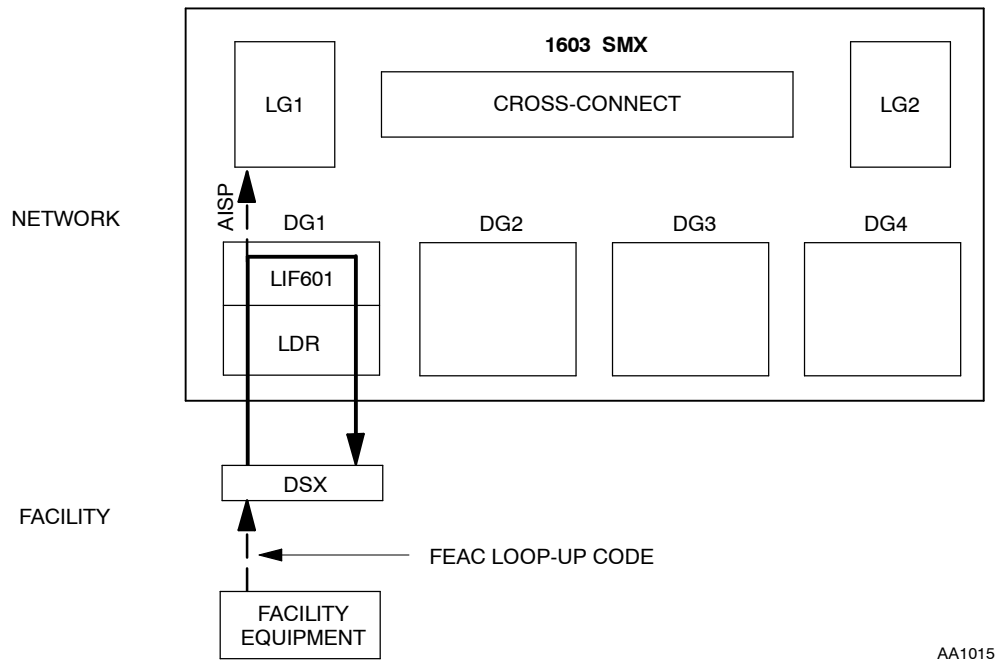 1603 SMX
LG1
CROSS-CONNECT
LG2
NETWORK
AISP
DG1
DG2
DG3
DG4
LIF601
LDR
DSX
FACILITY
FEAC LOOP-UP CODE
FACILITY
EQUIPMENT
AA1015